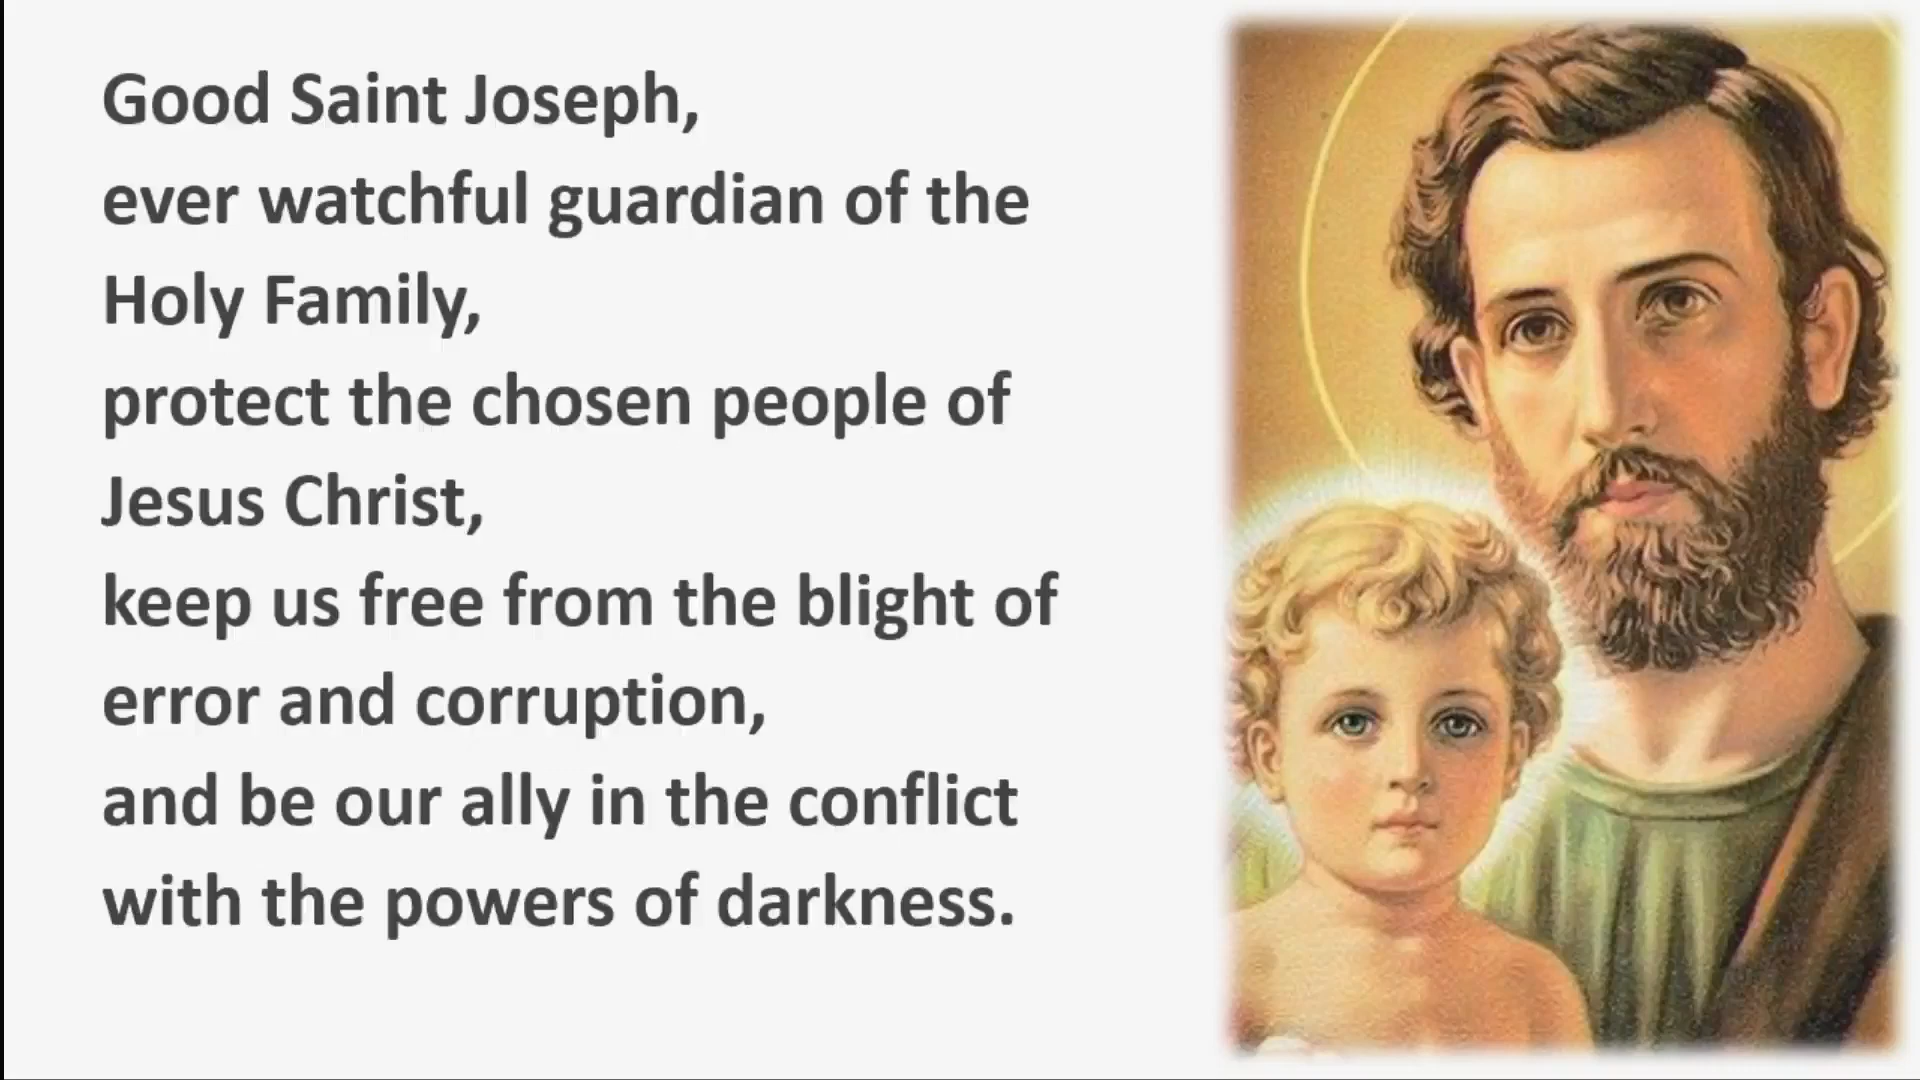 Good Saint Joseph,
ever watchful guardian of the
Holy Family,
protect the chosen people of
Jesus Christ,
keep us free from the blight of
error and corruption,
and be our ally in the conflict
with the powers of darkness.